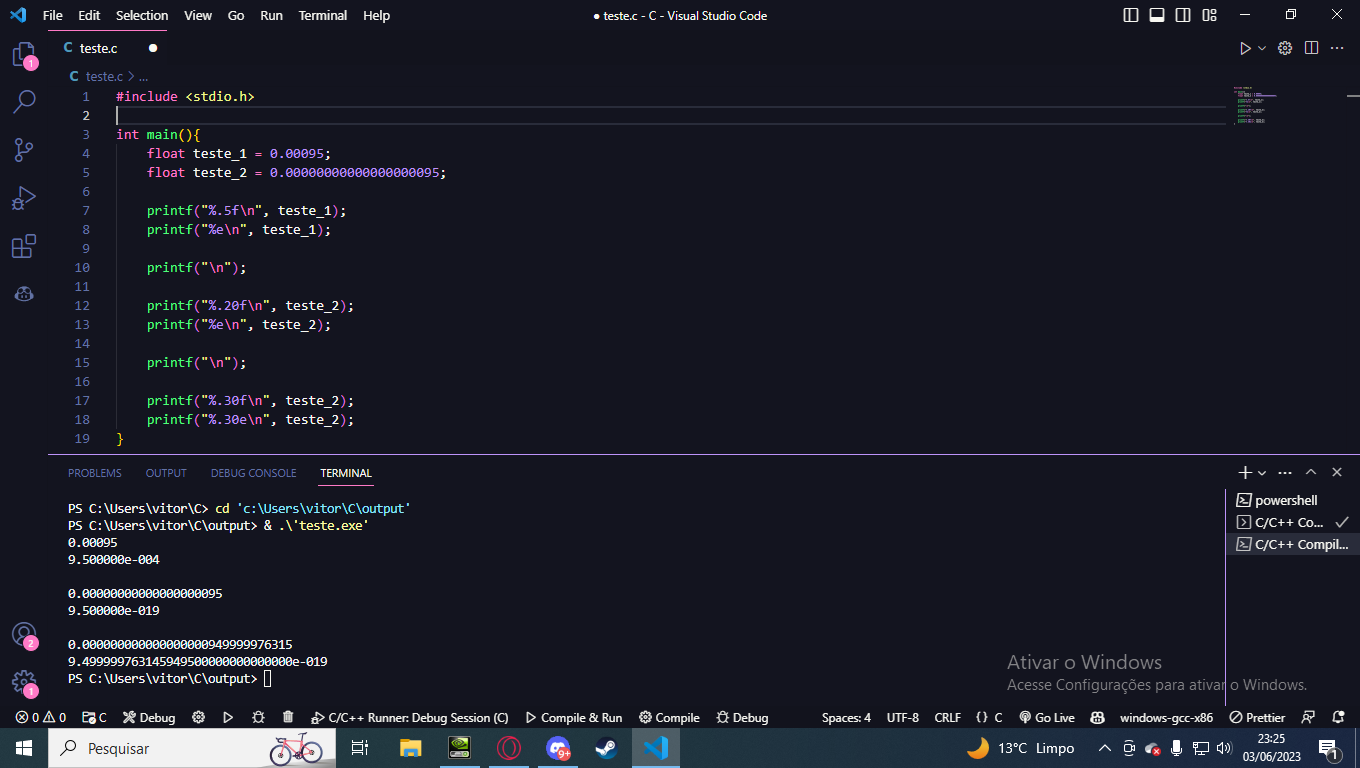 File Edit Selection View Go Run Terminal Help ● teste.c - C - Visual Studio Code
C teste.c ●
1
C teste.c > ...
1 #include <stdio.h>
2
3 int main(){
4 float teste_1 = 0.00095;
5 float teste_2 = 0.00000000000000000095;
6
7 printf("%.5f\n", teste_1);
8 printf("%e\n", teste_1);
9
10 printf("\n");
11
12 printf("%.20f\n", teste_2);
13 printf("%e\n", teste_2);
14
15 printf("\n");
16
17 printf("%.30f\n", teste_2);
18 printf("%.30e\n", teste_2);
19 }
PROBLEMS OUTPUT DEBUG CONSOLE TERMINAL
PS C:\Users\vitor\C> cd 'c:\Users\vitor\C\output'
PS C:\Users\vitor\C\output> & .\'teste.exe'
0.00095
9.500000e-004
0.00000000000000000095
9.500000e-019
0.000000000000000000949999976315
9.499999763145949500000000000000e-019
PS C:\Users\vitor\C\output>
powershell
C/C++ Co...
C/C++ Compil...
2
1
Ativar o Windows
Acesse Configurações para ativar o Windows.
0 0 C Debug C/C++ Runner: Debug Session (C) Compile & Run Compile Debug Spaces: 4 UTF-8 CRLF {} C Go Live windows-gcc-x86 Prettier
Pesquisar 9+ 13°C Limpo 23:25
03/06/2023
1